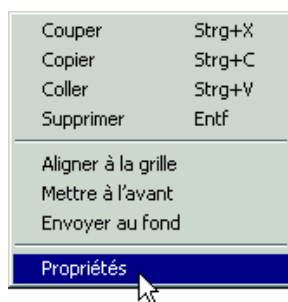 Couper Strg+X
Copier Strg+C
Coller Strg+V
Supprimer Entf
Aligner à la grille
Mettre à l'avant
Envoyer au fond
Propriétés